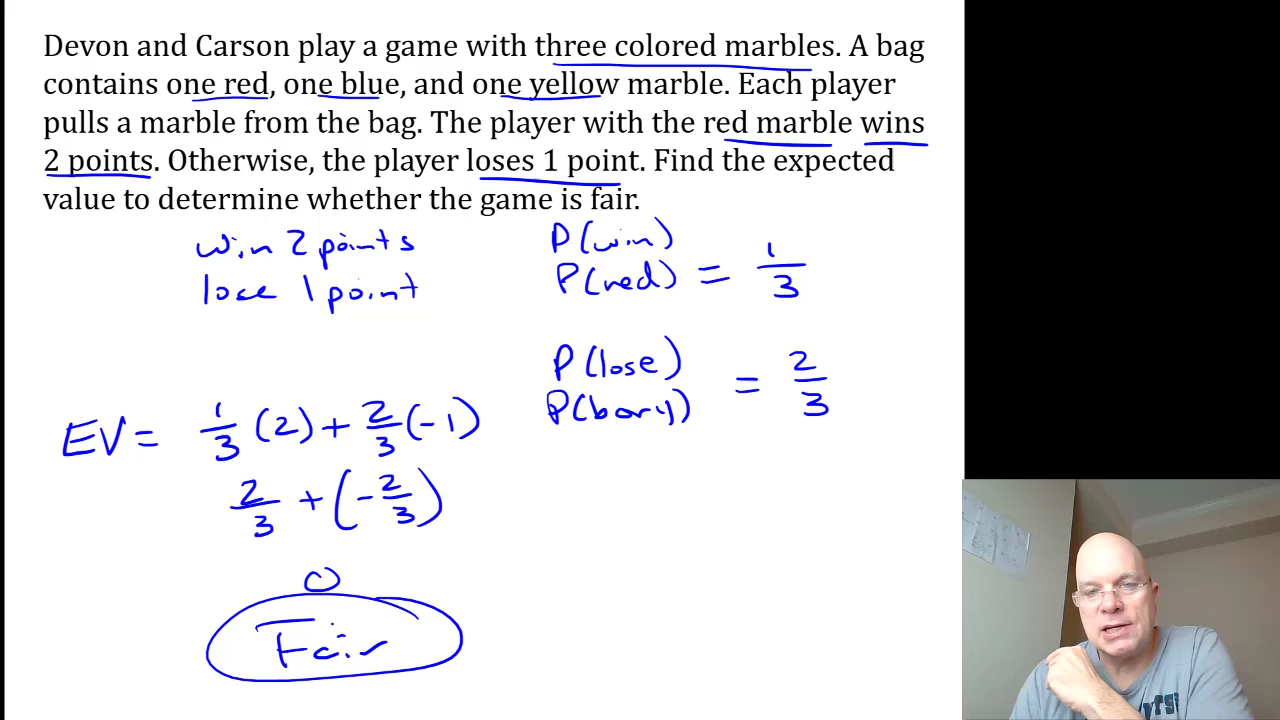 Devon and Carson play a game with three colored marbles. A bag
contains one red, one blue, and one yellow marble. Each player
pulls a marble from the bag. The player with the red marble wins
2 points. Otherwise, the player loses 1 point. Find the expected
value to determine whether the game is fair.
win 2 points
lose 1 point
P(win)
P(red) = 1/3
P(lose)
P(bory) = 2/3
EV = 1/3 (2) + 2/3 (-1)
2/3 + (-2/3)
0
Fair